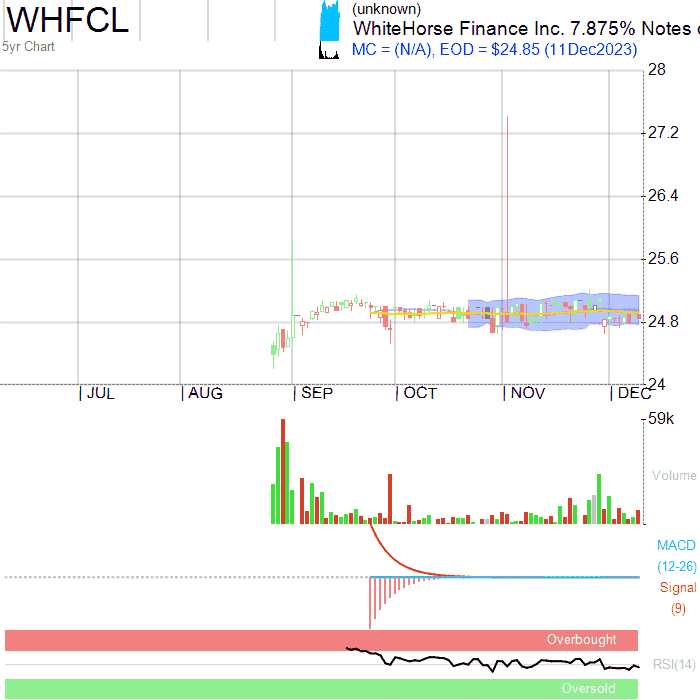 WHFCL
(unknown)
WhiteHorse Finance Inc. 7.875% Notes
5yr Chart
MC = (N/A), EOD = $24.85 (11Dec2023)
28
27.2
26.4
25.6
24.8
24
JUL AUG SEP OCT NOV DEC
59k
Volume
MACD
(12-26)
Signal
(9)
Overbought
RSI(14)
Oversold